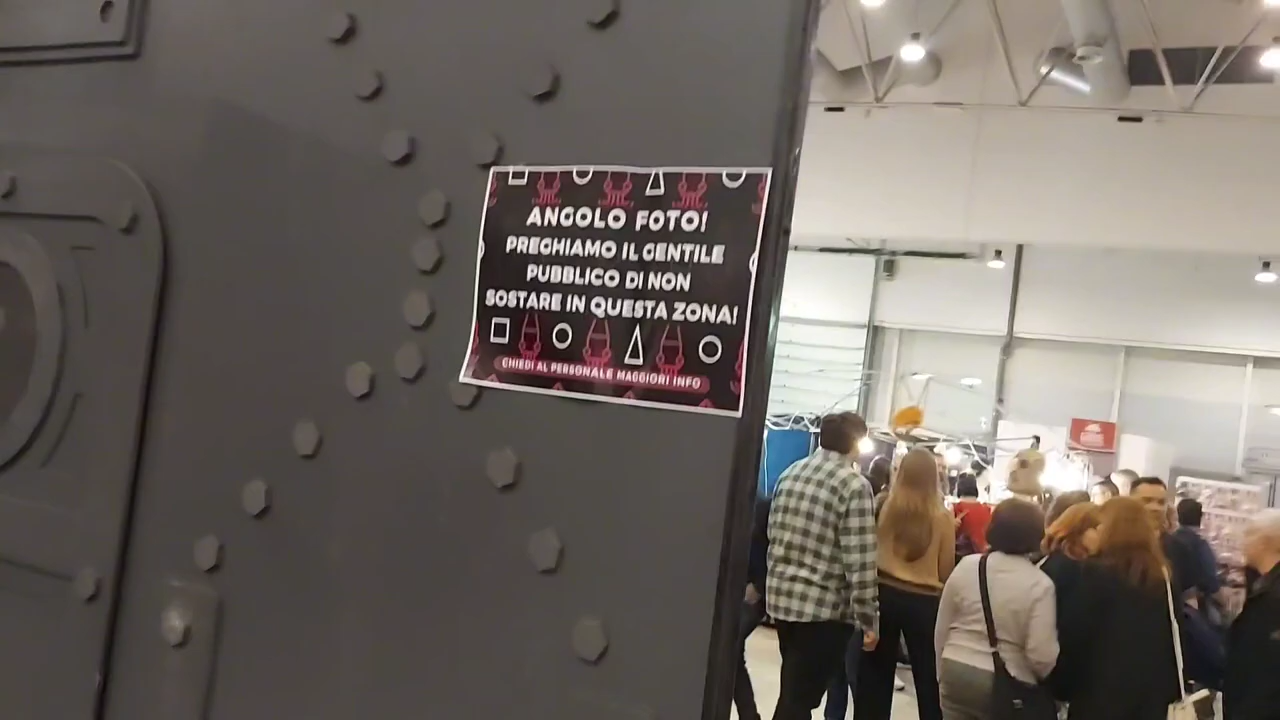 ANGOLO FOTO!
PREGHIAMO IL GENTILE
PUBBLICO DI NON
SOSTARE IN QUESTA ZONA!
CHIEDI AL PERSONALE MAGGIORI INFO